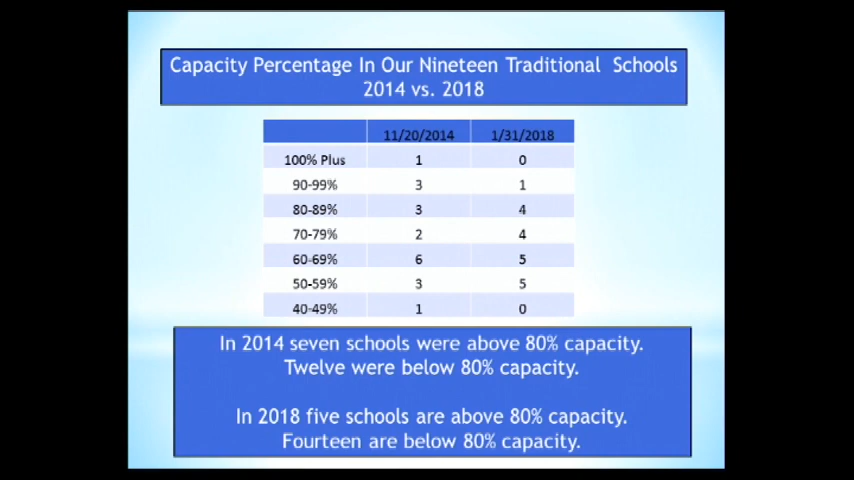 Capacity Percentage In Our Nineteen Traditional Schools
2014 vs. 2018
11/20/2014 1/31/2018
100% Plus 1 0
90-99% 3 1
80-89% 3 4
70-79% 2 4
60-69% 6 5
50-59% 3 5
40-49% 1 0
In 2014 seven schools were above 80% capacity.
Twelve were below 80% capacity.
In 2018 five schools are above 80% capacity.
Fourteen are below 80% capacity.